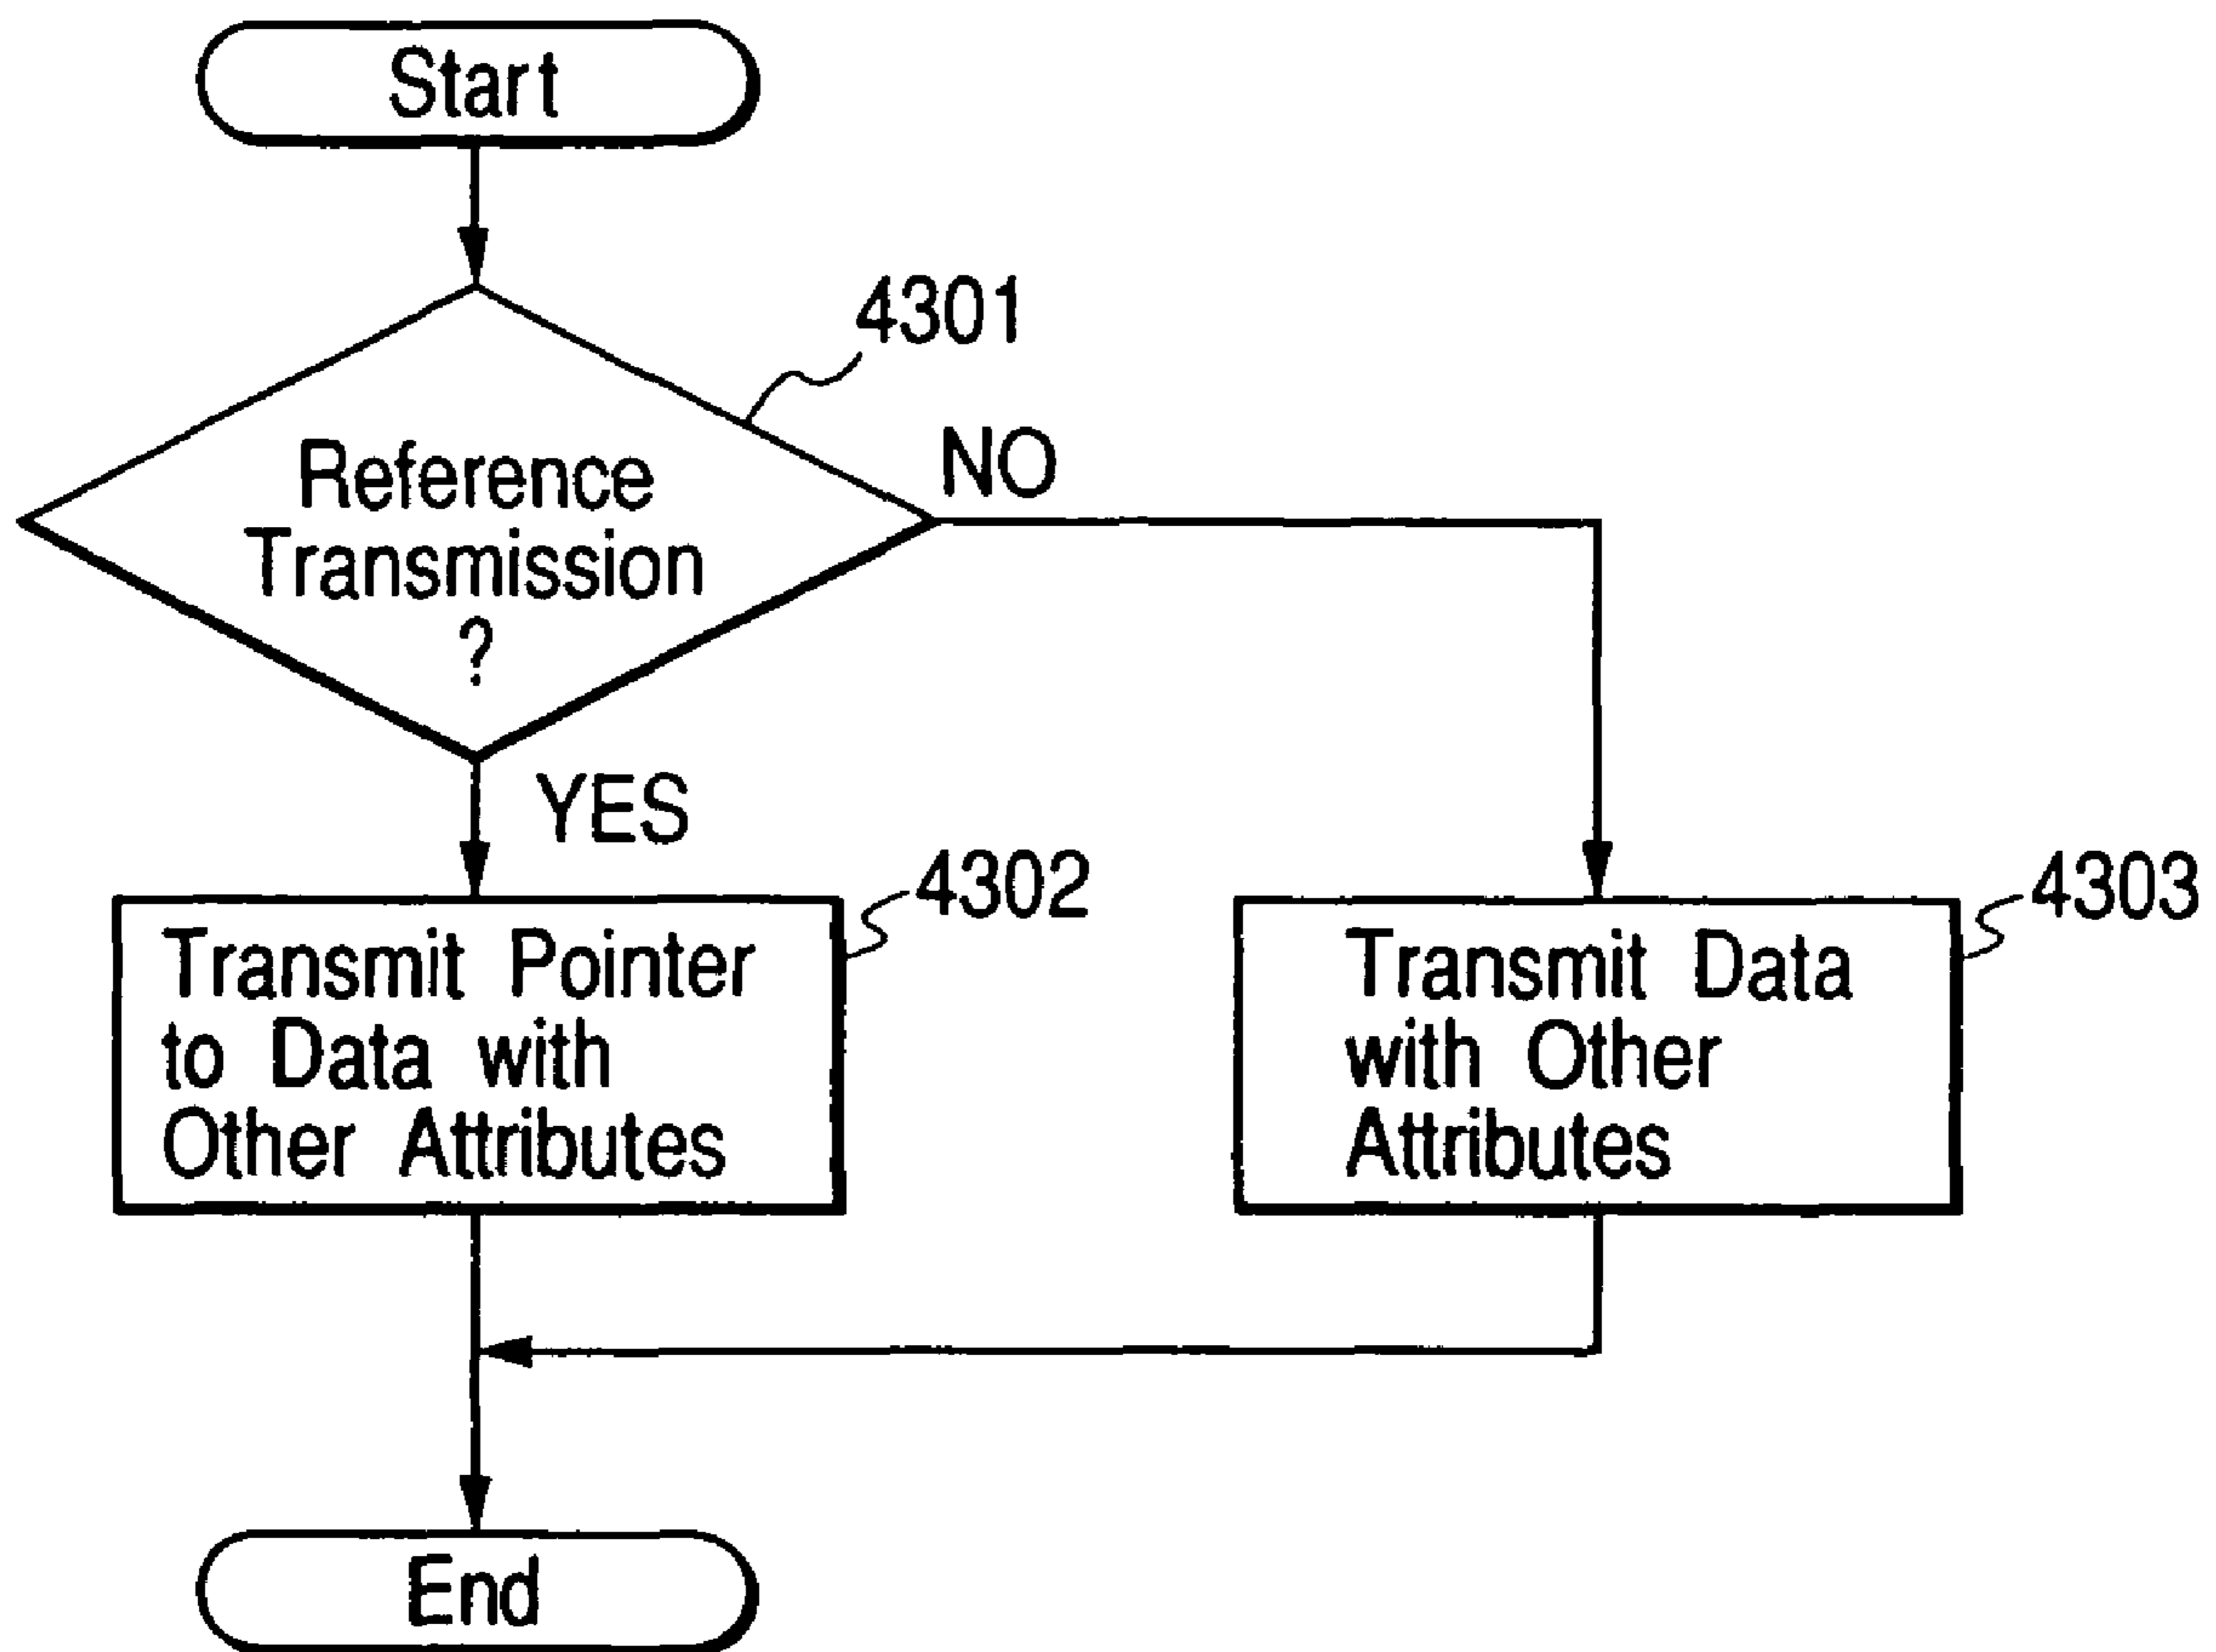 Start
4301
Reference
Transmission
?
NO
YES
4302
Transmit Pointer
to Data with
Other Attributes
4303
Transmit Data
with Other
Attributes
End